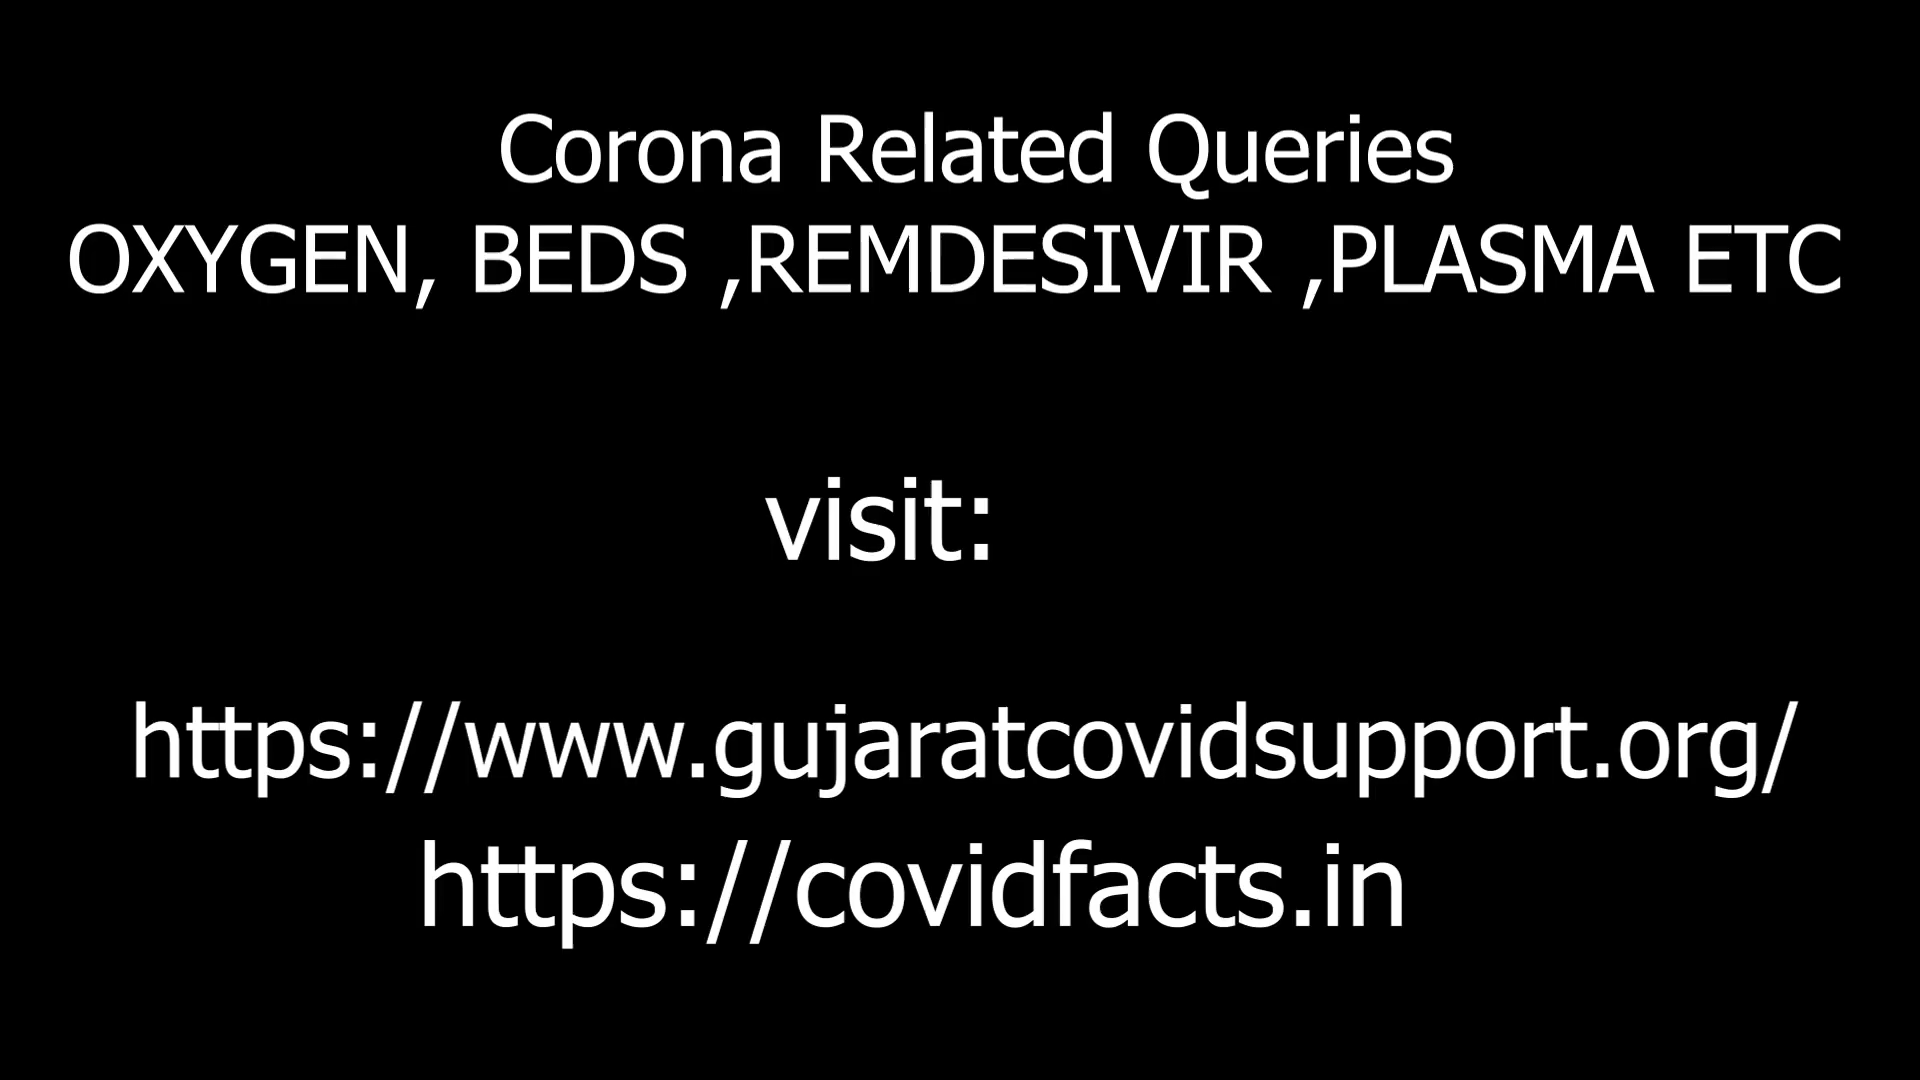 Corona Related Queries
OXYGEN, BEDS ,REMDESIVIR ,PLASMA ETC
visit:
https://www.gujaratcovidsupport.org/
https://covidfacts.in